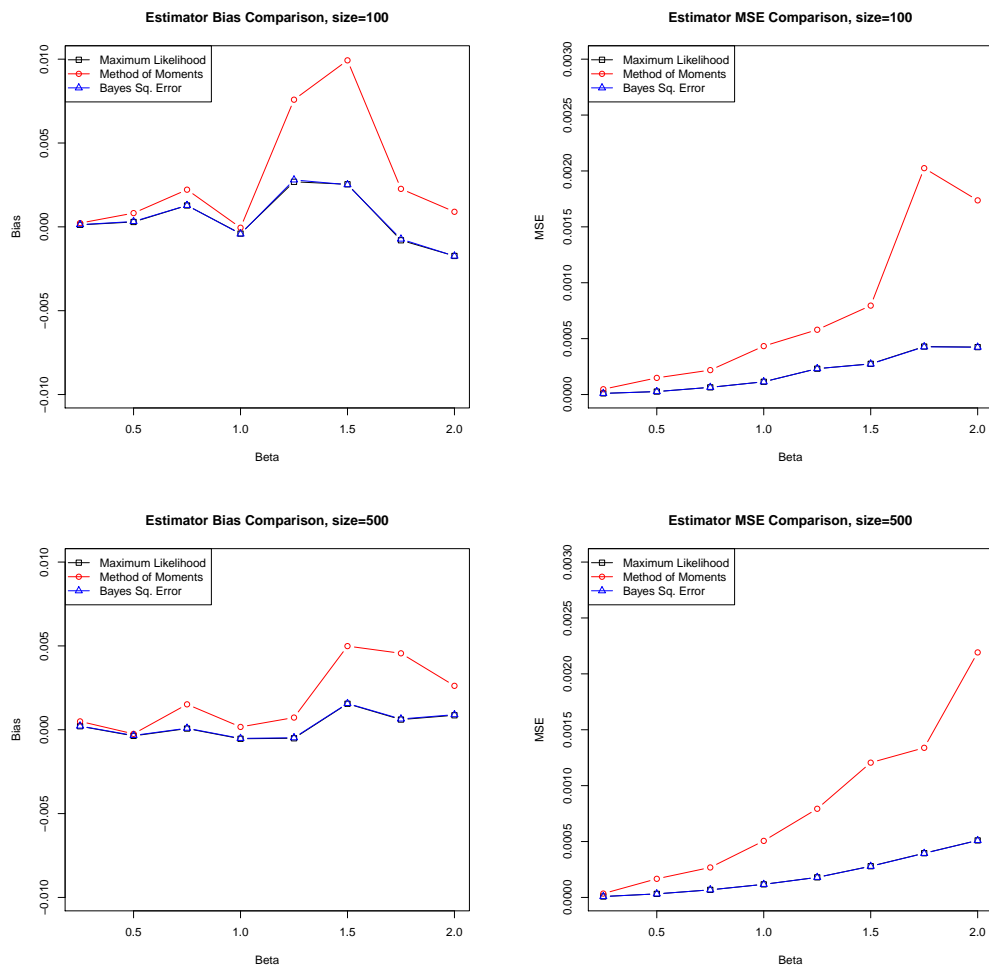 Estimator Bias Comparison, size=100
Maximum Likelihood
Method of Moments
Bayes Sq. Error
Bias
0.010
0.005
0.000
−0.005
−0.010
0.5 1.0 1.5 2.0
Beta
Estimator MSE Comparison, size=100
Maximum Likelihood
Method of Moments
Bayes Sq. Error
MSE
0.0030
0.0025
0.0020
0.0015
0.0010
0.0005
0.0000
0.5 1.0 1.5 2.0
Beta
Estimator Bias Comparison, size=500
Maximum Likelihood
Method of Moments
Bayes Sq. Error
Bias
0.010
0.005
0.000
−0.005
−0.010
0.5 1.0 1.5 2.0
Beta
Estimator MSE Comparison, size=500
Maximum Likelihood
Method of Moments
Bayes Sq. Error
MSE
0.0030
0.0025
0.0020
0.0015
0.0010
0.0005
0.0000
0.5 1.0 1.5 2.0
Beta